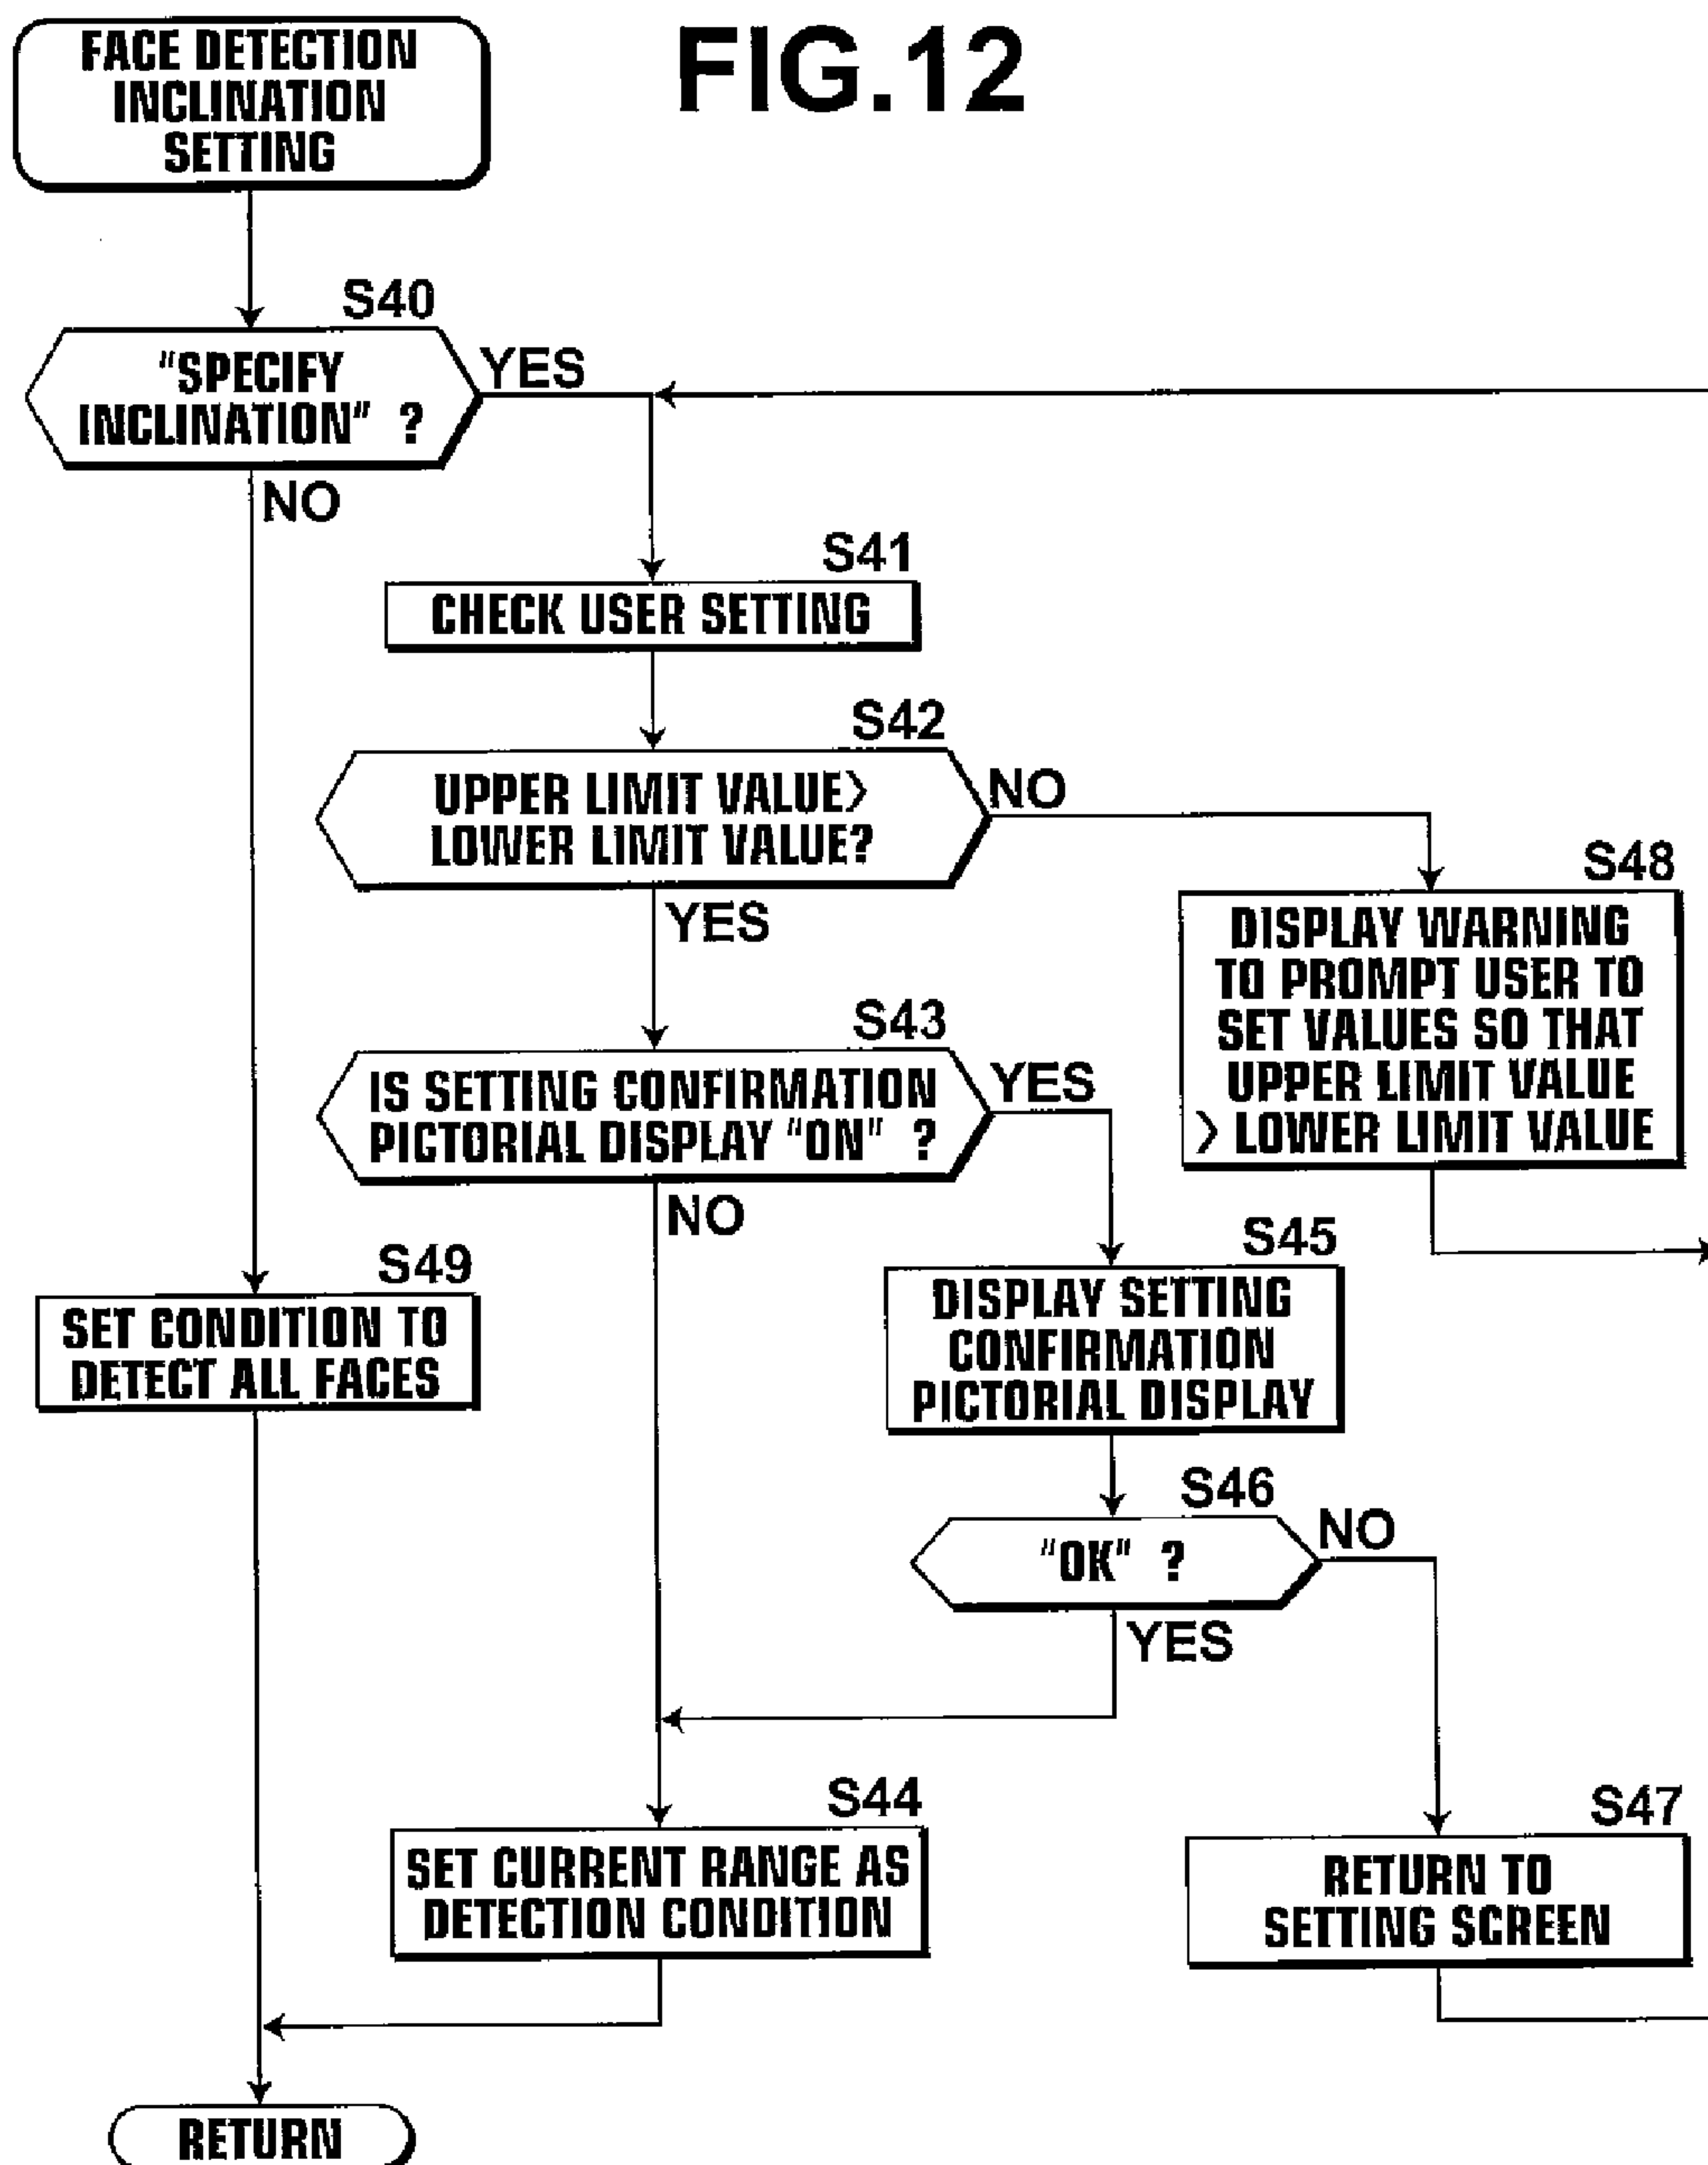 FIG.12
FACE DETECTION
INCLINATION
SETTING
S40
"SPECIFY
INCLINATION" ?
YES
NO
S41
CHECK USER SETTING
S42
UPPER LIMIT VALUE>
LOWER LIMIT VALUE?
NO
YES
S48
DISPLAY WARNING
TO PROMPT USER TO
SET VALUES SO THAT
UPPER LIMIT VALUE
> LOWER LIMIT VALUE
S43
IS SETTING CONFIRMATION
PICTORIAL DISPLAY "ON" ?
YES
NO
S45
DISPLAY SETTING
CONFIRMATION
PICTORIAL DISPLAY
S49
SET CONDITION TO
DETECT ALL FACES
S46
"OK" ?
NO
YES
S44
SET CURRENT RANGE AS
DETECTION CONDITION
S47
RETURN TO
SETTING SCREEN
RETURN